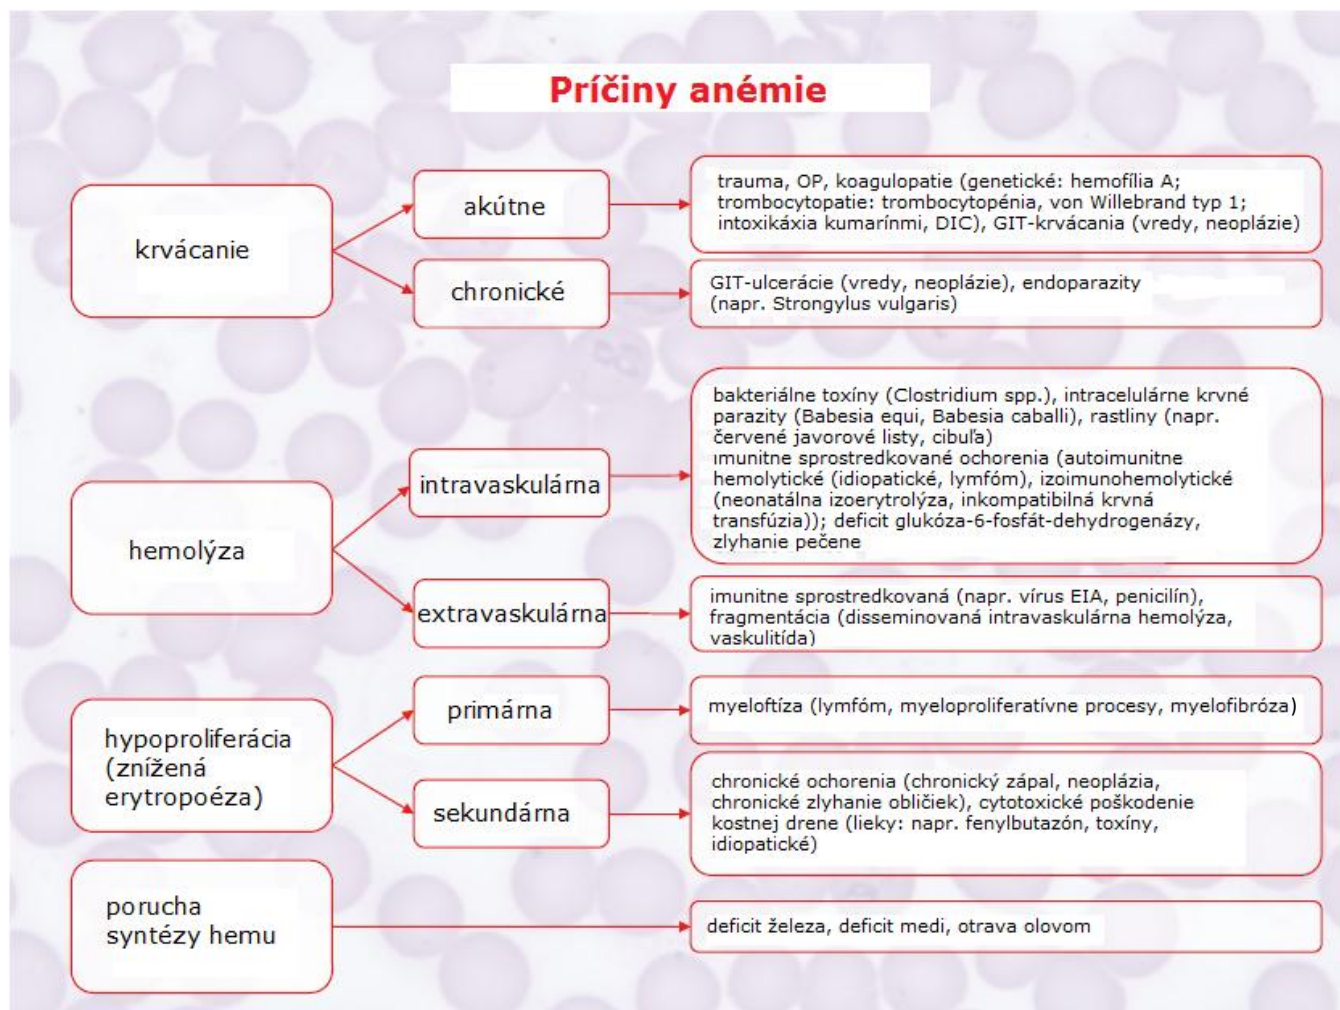 Príčiny anémie
krvácanie
akútne
trauma, OP, koagulopatie (genetické: hemofília A;
trombocytopatie: trombocytopénia, von Willebrand typ 1;
intoxikáxia kumarínmi, DIC), GIT-krvácania (vredy, neoplázie)
chronické
GIT-ulcerácie (vredy, neoplázie), endoparazity
(napr. Strongylus vulgaris)
hemolýza
intravaskulárna
bakteriálne toxíny (Clostridium spp.), intracelulárne krvné
parazity (Babesia equi, Babesia caballi), rastliny (napr.
červené javorové listy, cibuľa)
imunitne sprostredkované ochorenia (autoimunitne
hemolytické (idiopatické, lymfóm), izoimunohemolytické
(neonatálna izoerytrolýza, inkompatibilná krvná
transfúzia)); deficit glukóza-6-fosfát-dehydrogenázy,
zlyhanie pečene
extravaskulárna
imunitne sprostredkovaná (napr. vírus EIA, penicilín),
fragmentácia (disseminovaná intravaskulárna hemolýza,
vaskulitída)
hypoproliferácia
(znížená
erytropoéza)
primárna
myeloftíza (lymfóm, myeloproliferatívne procesy, myelofibróza)
sekundárna
chronické ochorenia (chronický zápal, neoplázia,
chronické zlyhanie obličiek), cytotoxické poškodenie
kostnej drene (lieky: napr. fenylbutazón, toxíny,
idiopatické)
porucha
syntézy hemu
deficit železa, deficit medi, otrava olovom